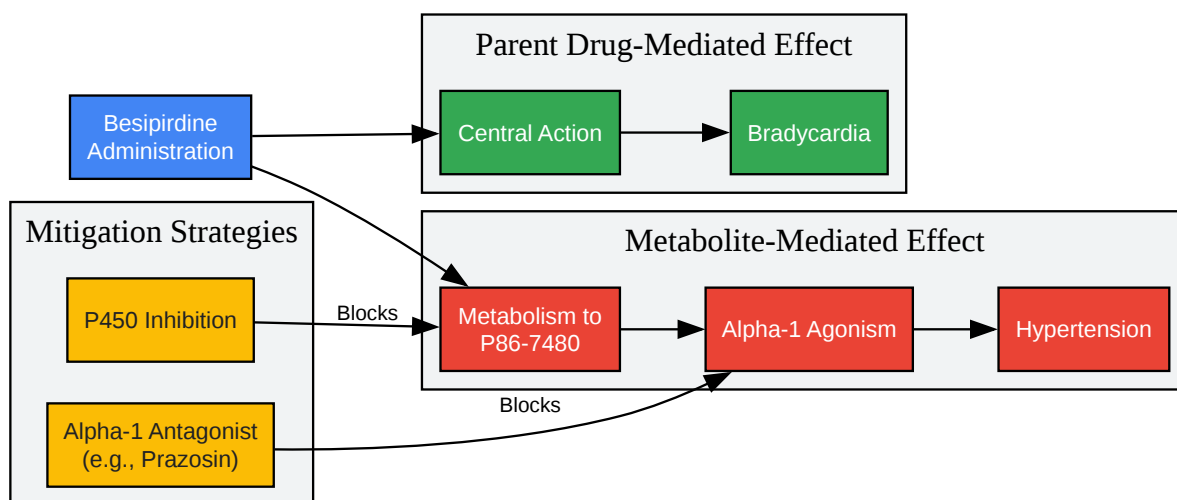 Parent Drug-Mediated Effect
Besipirdine
Administration
Central Action
Bradycardia
Mitigation Strategies
Metabolite-Mediated Effect
P450 Inhibition
Blocks
Metabolism to
P86-7480
Alpha-1 Agonism
Hypertension
Blocks
Alpha-1 Antagonist
(e.g., Prazosin)